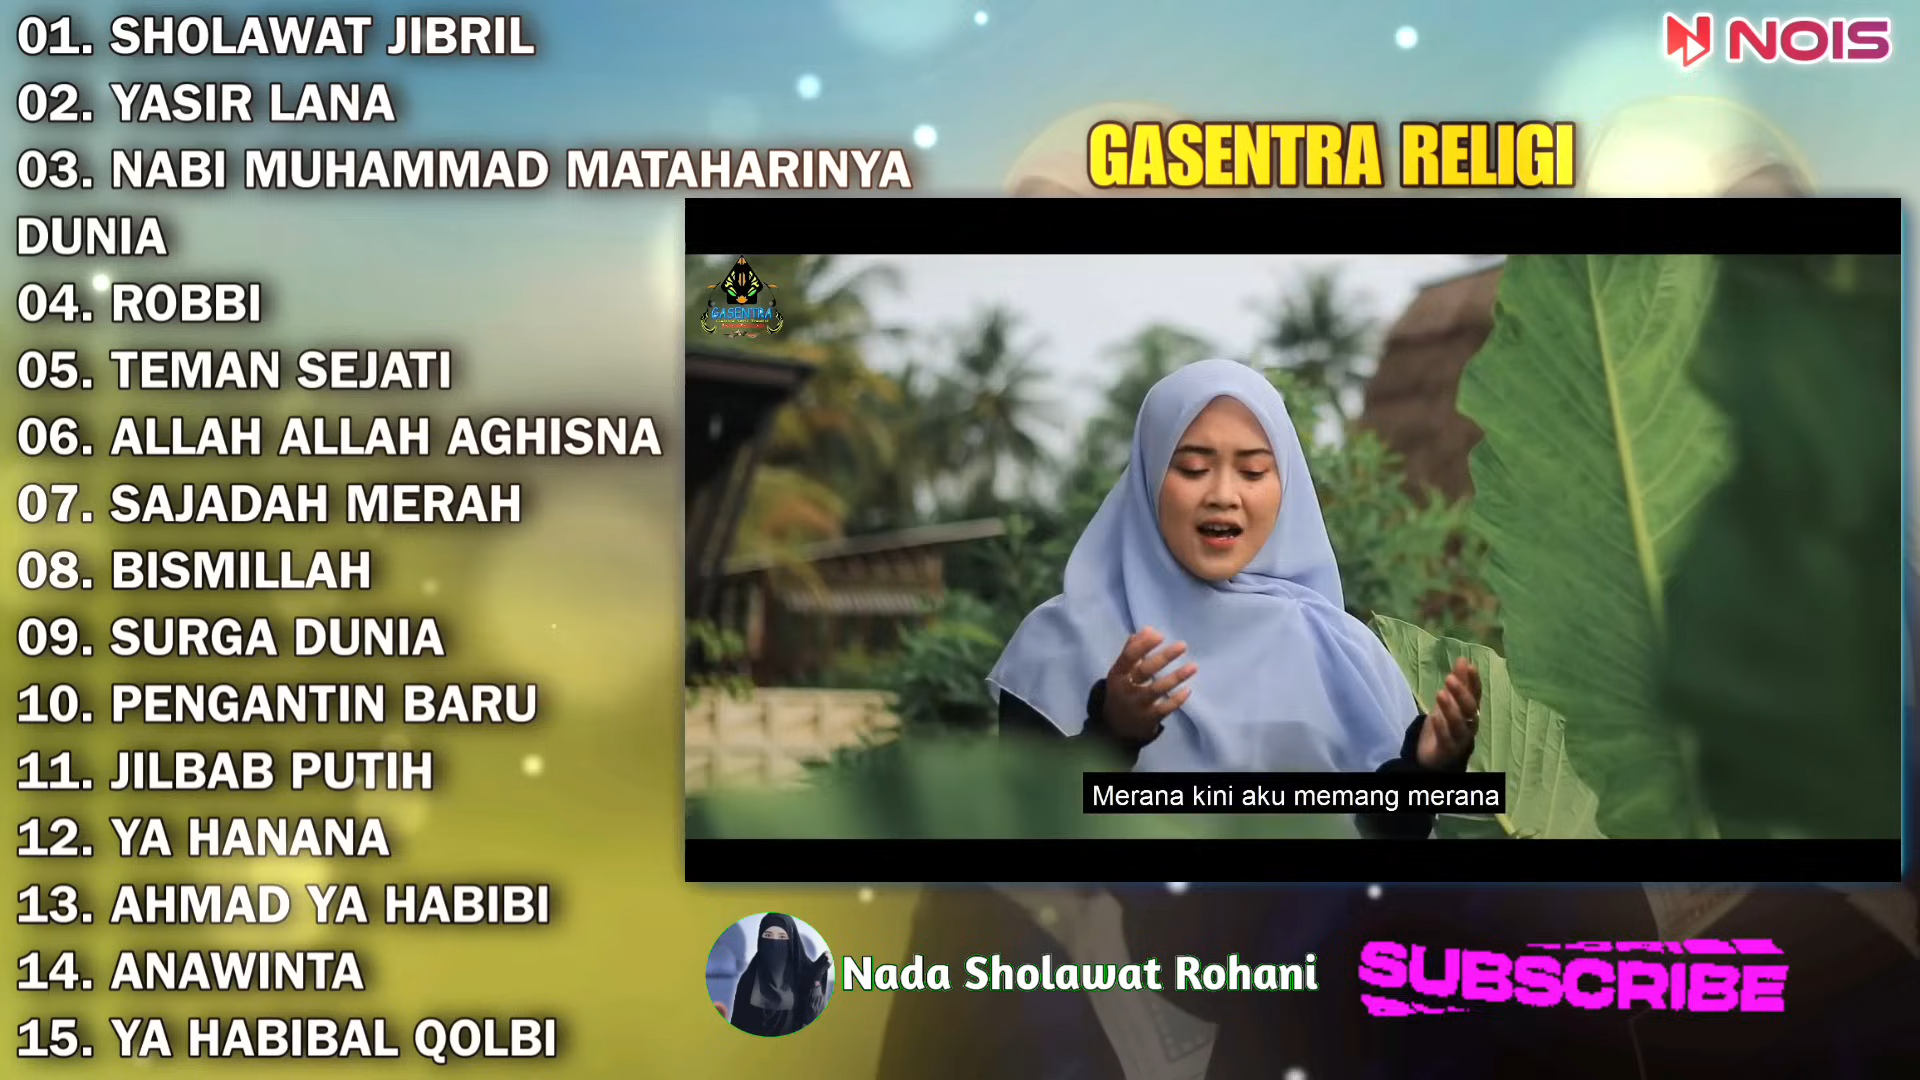 01. SHOLAWAT JIBRIL
02. YASIR LANA
03. NABI MUHAMMAD MATAHARINYA
DUNIA
04. ROBBI
05. TEMAN SEJATI
06. ALLAH ALLAH AGHISNA
07. SAJADAH MERAH
08. BISMILLAH
09. SURGA DUNIA
10. PENGANTIN BARU
11. JILBAB PUTIH
12. YA HANANA
13. AHMAD YA HABIBI
14. ANAWINTA
15. YA HABIBAL QOLBI
NOIS
GASENTRA RELIGI
GASENTRA
Merana kini aku memang merana
Nada Sholawat Rohani
SUBSCRIBE